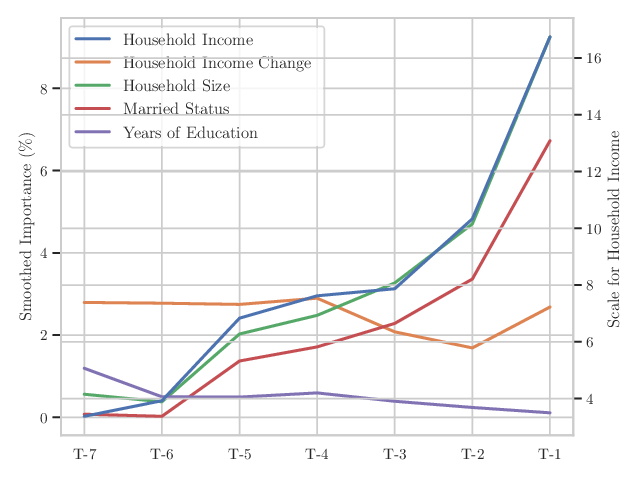 Household Income
Household Income Change
Household Size
Married Status
Years of Education
Smoothed Importance (%)
8
6
4
2
0
16
14
12
10
8
6
4
Scale for Household Income
T-7 T-6 T-5 T-4 T-3 T-2 T-1